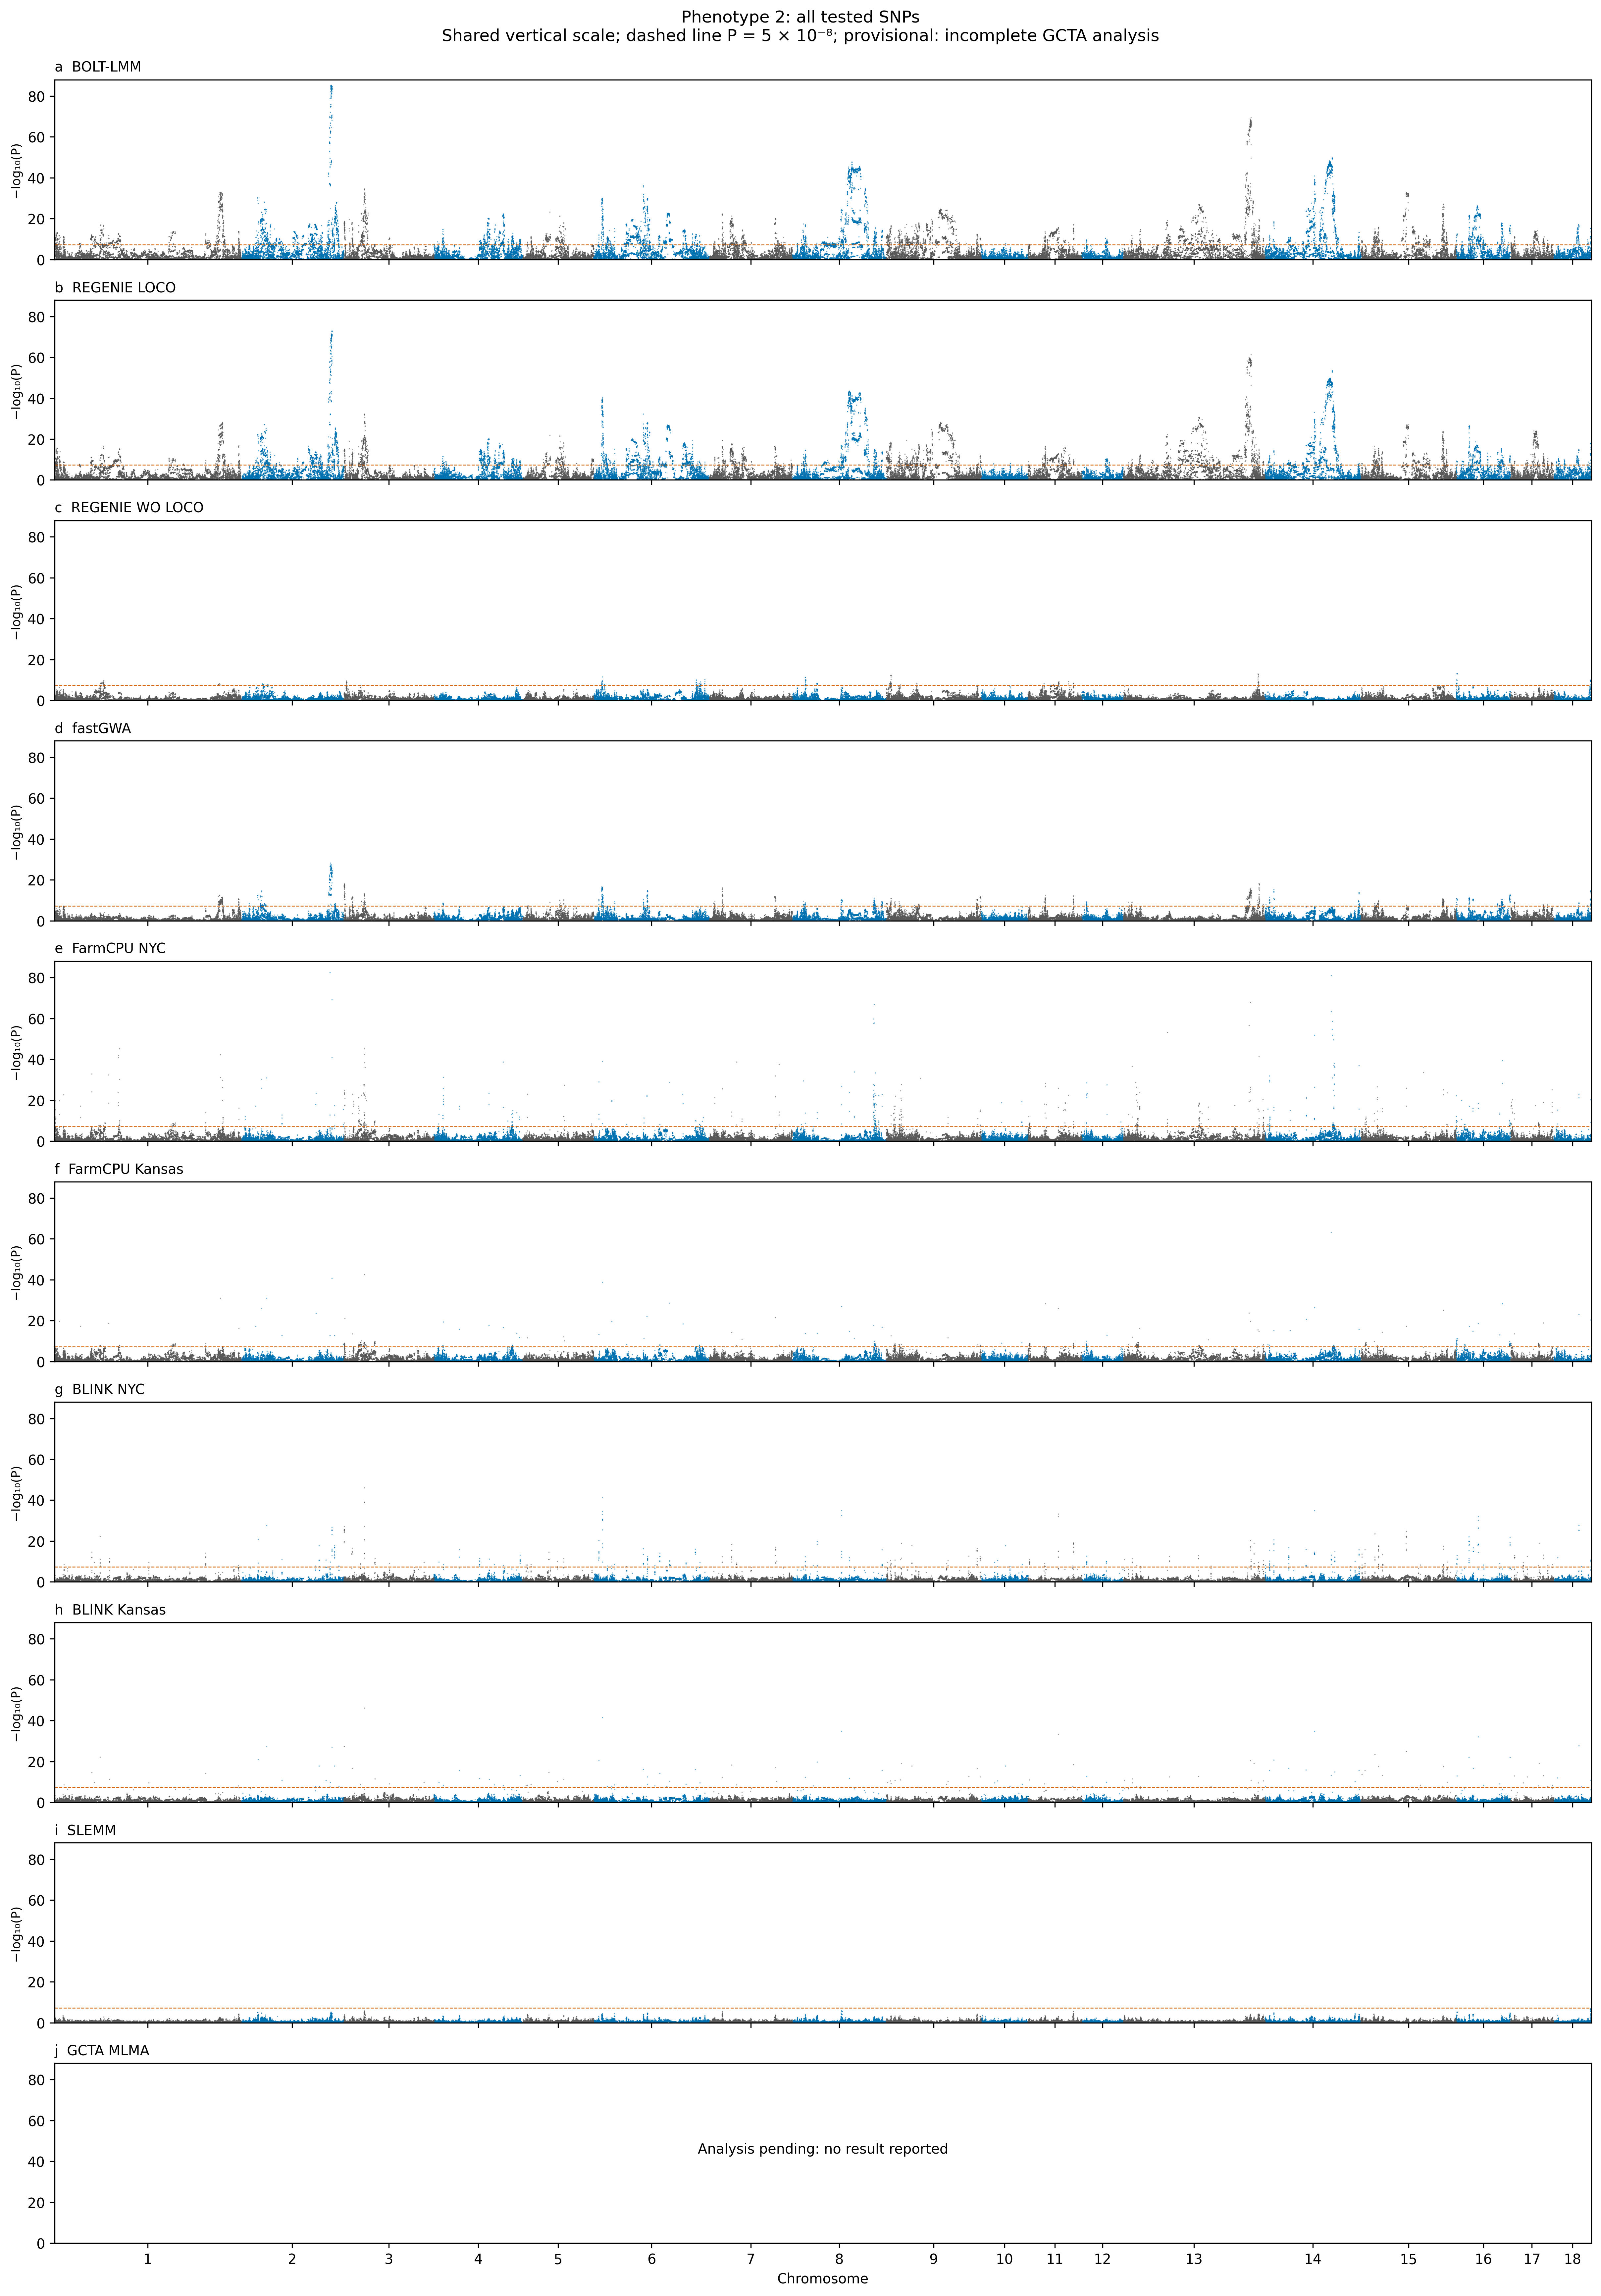 Phenotype 2: all tested SNPs
Shared vertical scale; dashed line P = 5 × 10⁻⁸; provisional: incomplete GCTA analysis
a BOLT-LMM
−log₁₀(P)
80
60
40
20
0
b REGENIE LOCO
−log₁₀(P)
80
60
40
20
0
c REGENIE WO LOCO
−log₁₀(P)
80
60
40
20
0
d fastGWA
−log₁₀(P)
80
60
40
20
0
e FarmCPU NYC
−log₁₀(P)
80
60
40
20
0
f FarmCPU Kansas
−log₁₀(P)
80
60
40
20
0
g BLINK NYC
−log₁₀(P)
80
60
40
20
0
h BLINK Kansas
−log₁₀(P)
80
60
40
20
0
i SLEMM
−log₁₀(P)
80
60
40
20
0
j GCTA MLMA
−log₁₀(P)
80
60
40
20
0
Analysis pending: no result reported
1 2 3 4 5 6 7 8 9 10 11 12 13 14 15 16 17 18
Chromosome